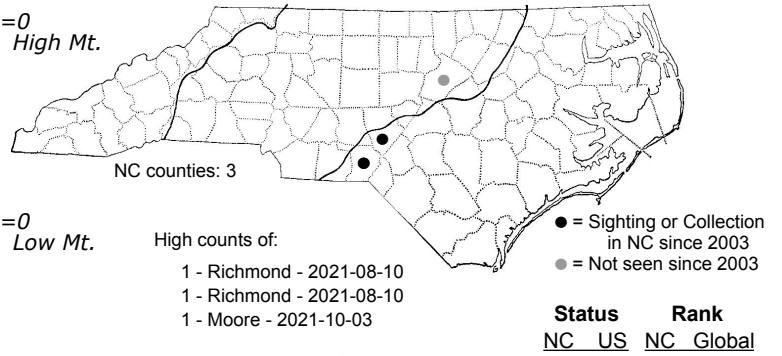 =0
High Mt.
NC counties: 3
=0
Low Mt.
High counts of:
1 - Richmond - 2021-08-10
1 - Richmond - 2021-08-10
1 - Moore - 2021-10-03
● = Sighting or Collection
in NC since 2003
● = Not seen since 2003
Status Rank
NC US NC Global